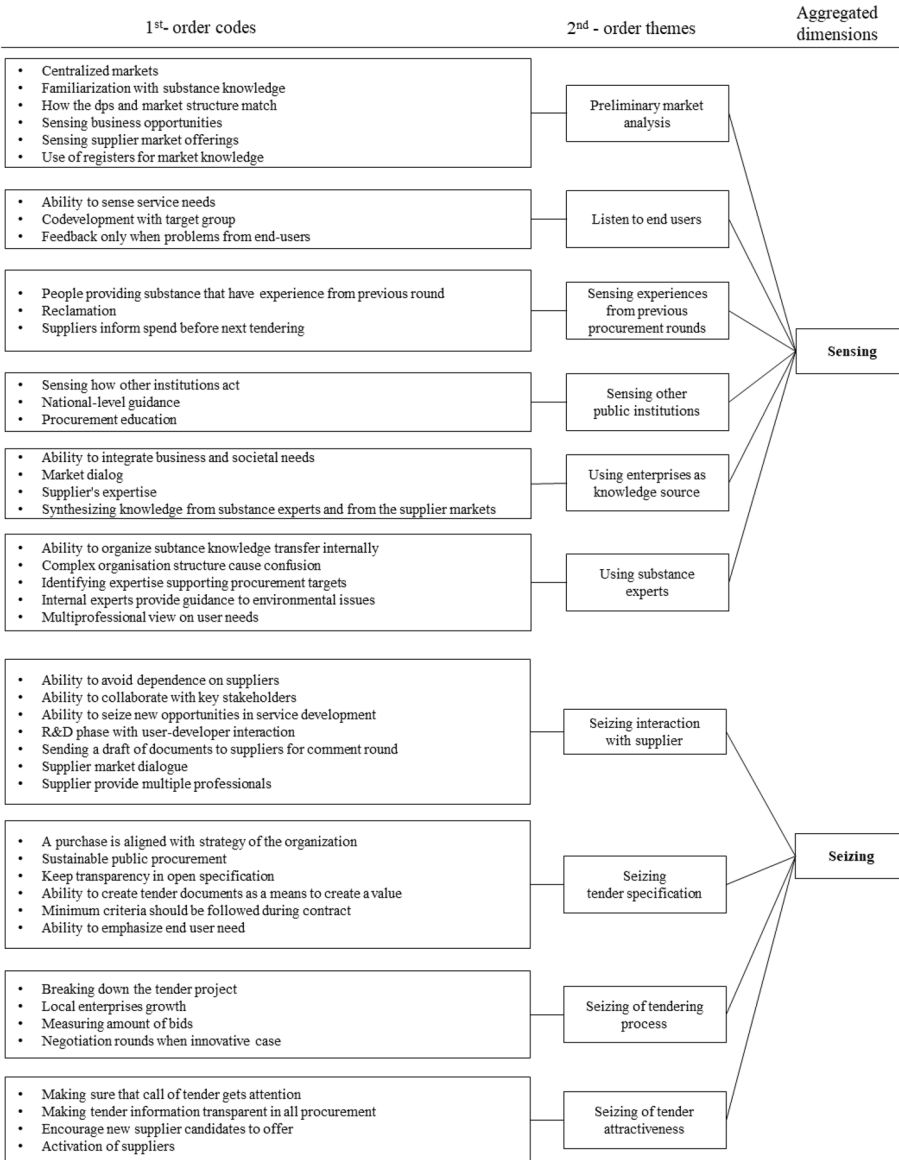 1st- order codes
2nd - order themes
Aggregated
dimensions
• Centralized markets
• Familiarization with substance knowledge
• How the dps and market structure match
• Sensing business opportunities
• Sensing supplier market offerings
• Use of registers for market knowledge
Preliminary market
analysis
• Ability to sense service needs
• Codevelopment with target group
• Feedback only when problems from end-users
Listen to end users
• People providing substance that have experience from previous round
• Reclamation
• Suppliers inform spend before next tendering
Sensing experiences
from previous
procurement rounds
Sensing
• Sensing how other institutions act
• National-level guidance
• Procurement education
Sensing other
public institutions
• Ability to integrate business and societal needs
• Market dialog
• Supplier's expertise
• Synthesizing knowledge from substance experts and from the supplier markets
Using enterprises as
knowledge source
• Ability to organize subtance knowledge transfer internally
• Complex organisation structure cause confusion
• Identifying expertise supporting procurement targets
• Internal experts provide guidance to environmental issues
• Multiprofessional view on user needs
Using substance
experts
• Ability to avoid dependence on suppliers
• Ability to collaborate with key stakeholders
• Ability to seize new opportunities in service development
• R&D phase with user-developer interaction
• Sending a draft of documents to suppliers for comment round
• Supplier market dialogue
• Supplier provide multiple professionals
Seizing interaction
with supplier
• A purchase is aligned with strategy of the organization
• Sustainable public procurement
• Keep transparency in open specification
• Ability to create tender documents as a means to create a value
• Minimum criteria should be followed during contract
• Ability to emphasize end user need
Seizing
tender specification
Seizing
• Breaking down the tender project
• Local enterprises growth
• Measuring amount of bids
• Negotiation rounds when innovative case
Seizing of tendering
process
• Making sure that call of tender gets attention
• Making tender information transparent in all procurement
• Encourage new supplier candidates to offer
• Activation of suppliers
Seizing of tender
attractiveness